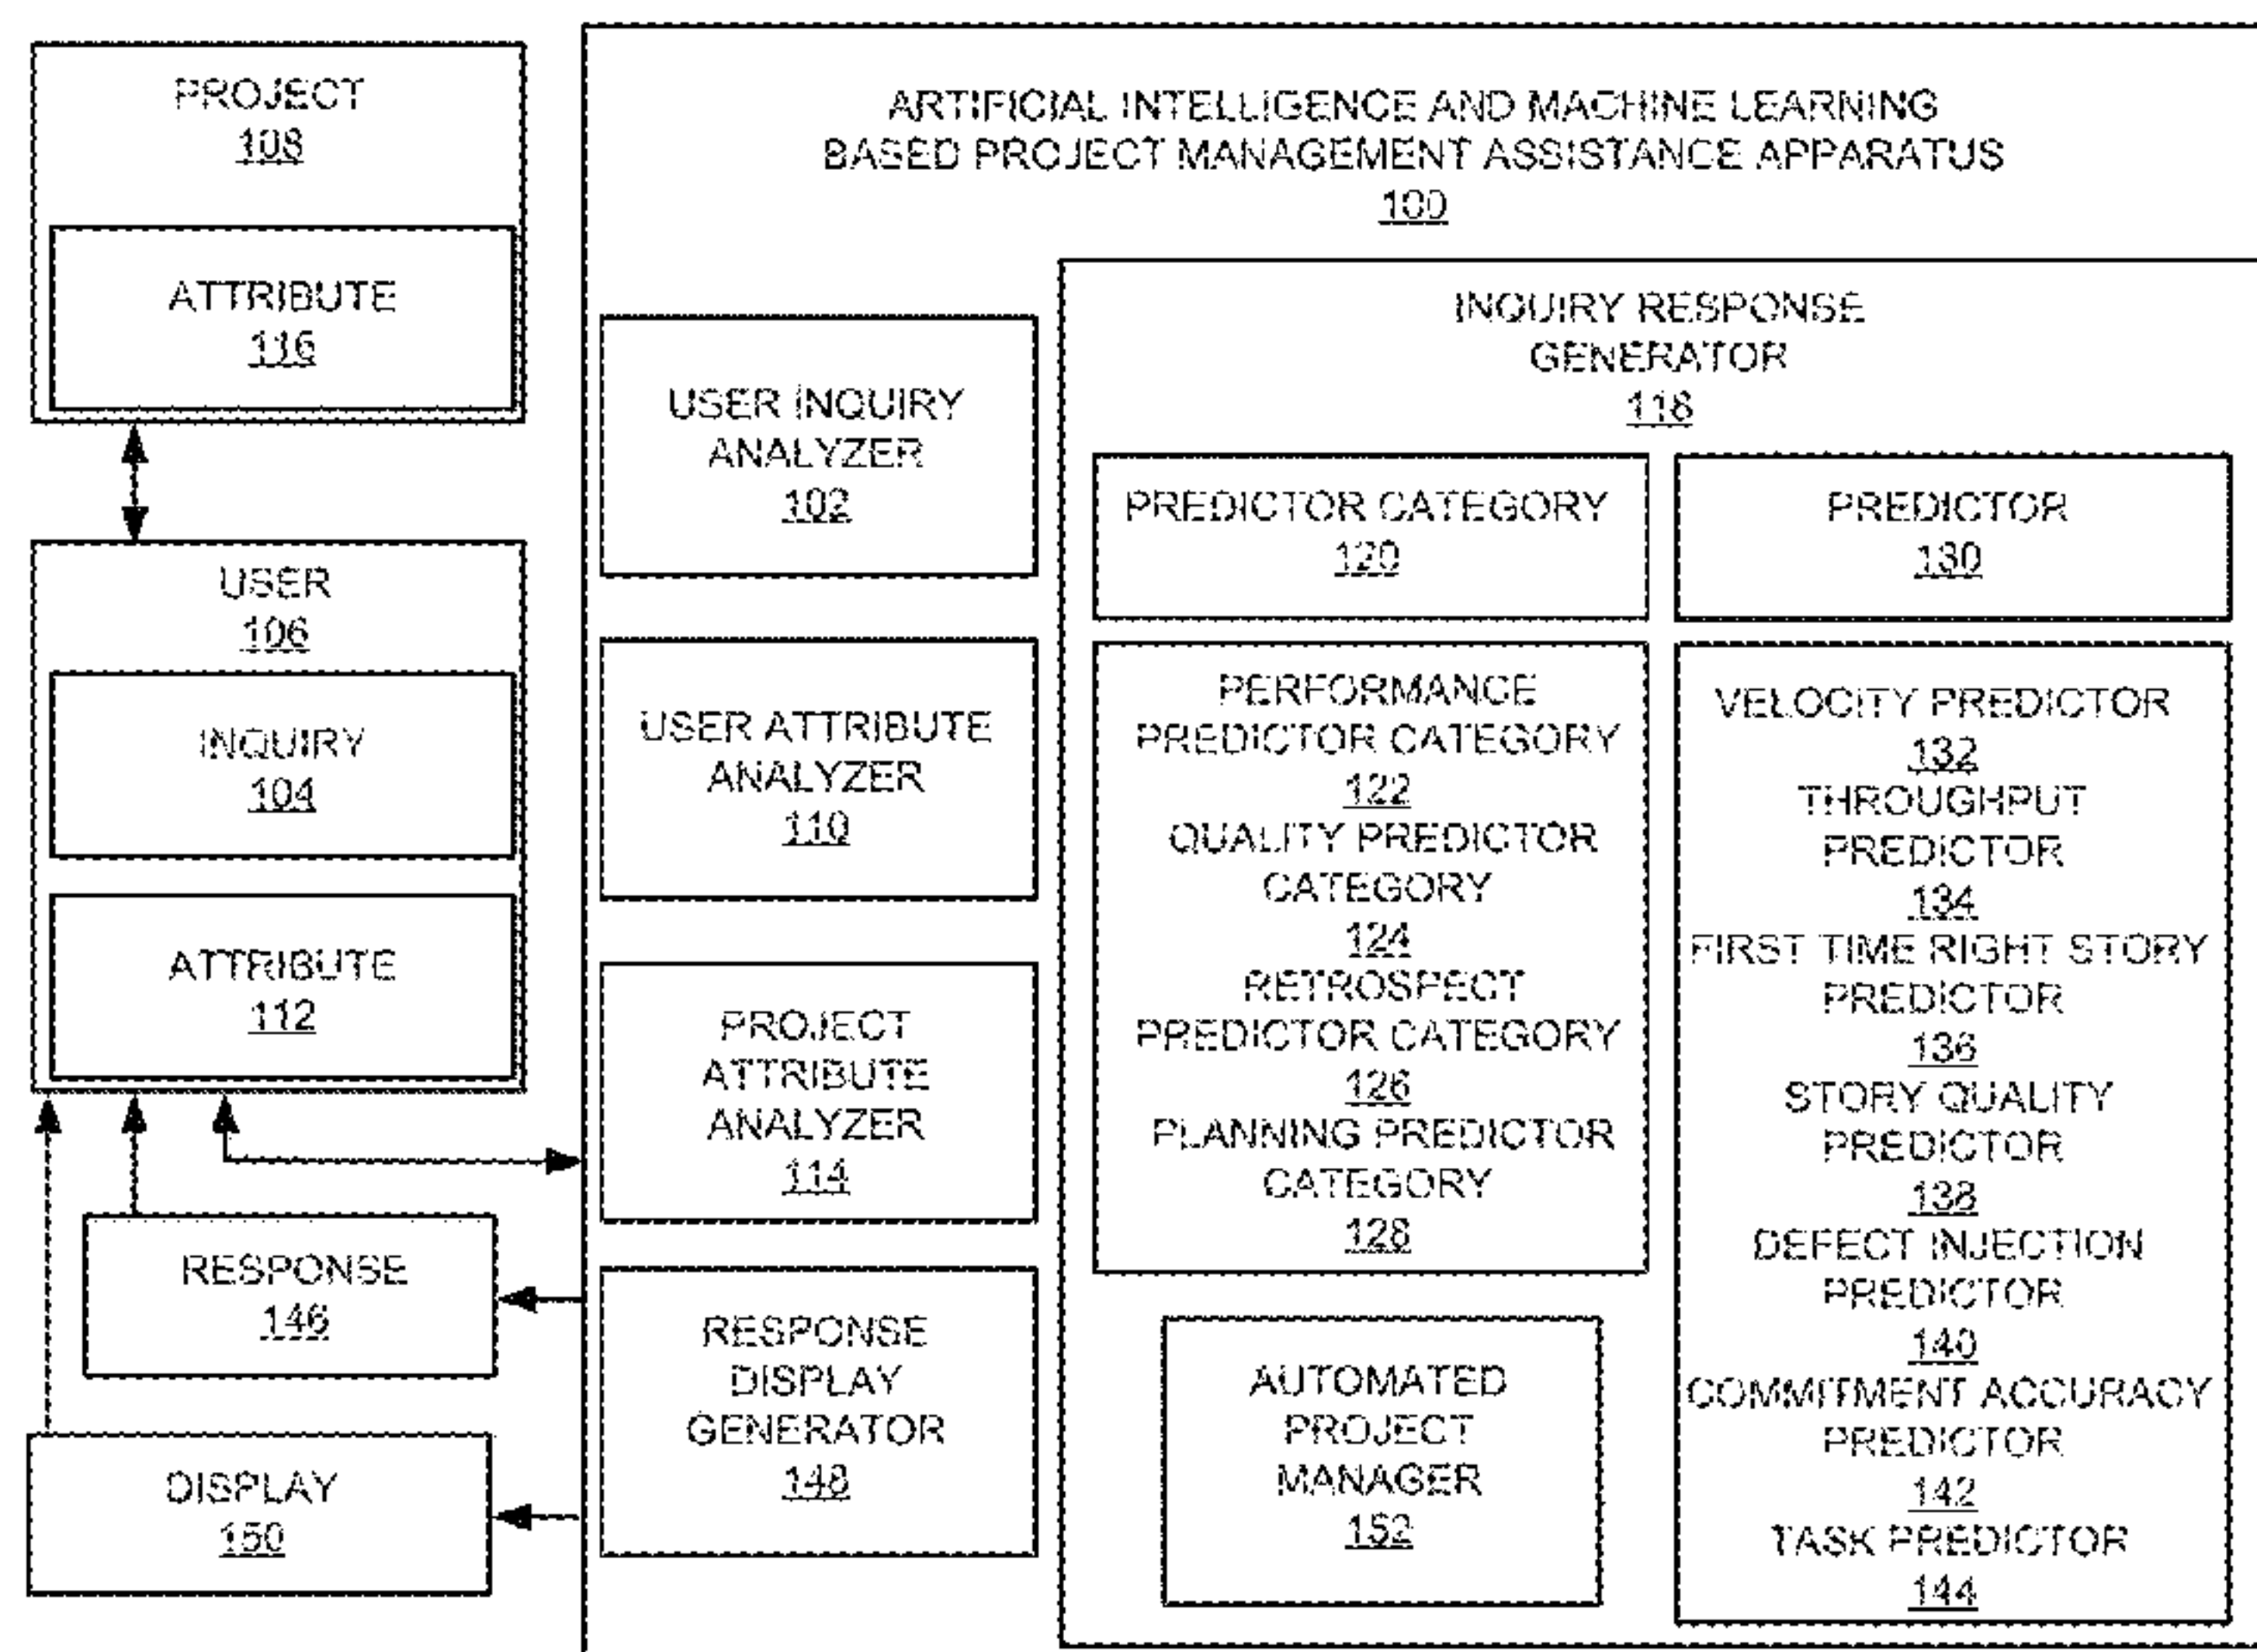 PROJECT
108
ATTRIBUTE
116
USER
106
INQUIRY
104
ATTRIBUTE
112
RESPONSE
146
DISPLAY
150
ARTIFICIAL INTELLIGENCE AND MACHINE LEARNING
BASED PROJECT MANAGEMENT ASSISTANCE APPARATUS
100
USER INQUIRY
ANALYZER
102
USER ATTRIBUTE
ANALYZER
110
PROJECT
ATTRIBUTE
ANALYZER
114
RESPONSE
DISPLAY
GENERATOR
148
INQUIRY RESPONSE
GENERATOR
118
PREDICTOR CATEGORY
120
PERFORMANCE
PREDICTOR CATEGORY
122
QUALITY PREDICTOR
CATEGORY
124
RETROSPECT
PREDICTOR CATEGORY
126
PLANNING PREDICTOR
CATEGORY
128
AUTOMATED
PROJECT
MANAGER
152
PREDICTOR
130
VELOCITY PREDICTOR
132
THROUGHPUT
PREDICTOR
134
FIRST TIME RIGHT STORY
PREDICTOR
136
STORY QUALITY
PREDICTOR
138
DEFECT INJECTION
PREDICTOR
140
COMMITMENT ACCURACY
PREDICTOR
142
TASK PREDICTOR
144